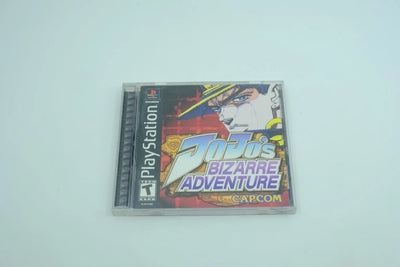 PlayStation
JOJO's
BIZARRE
ADVENTURE
CAPCOM
T